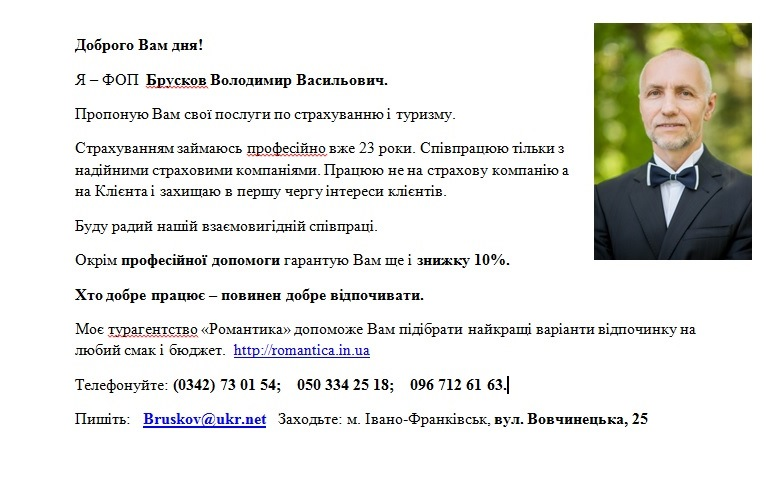 Доброго Вам дня!
Я – ФОП Брусков Володимир Васильович.
Пропоную Вам свої послуги по страхуванню і туризму.
Страхуванням займаюсь професійно вже 23 роки. Співпрацюю тільки з
надійними страховими компаніями. Працюю не на страхову компанію а
на Клієнта і захищаю в першу чергу інтереси клієнтів.
Буду радий нашій взаємовигідній співпраці.
Окрім професійної допомоги гарантую Вам ще і знижку 10%.
Хто добре працює – повинен добре відпочивати.
Моє турагентство «Романтика» допоможе Вам підібрати найкращі варіанти відпочинку на
любий смак і бюджет. http://romantica.in.ua
Телефонуйте: (0342) 73 01 54; 050 334 25 18; 096 712 61 63.
Пишіть: Bruskov@ukr.net Заходьте: м. Івано-Франківськ, вул. Вовчинецька, 25